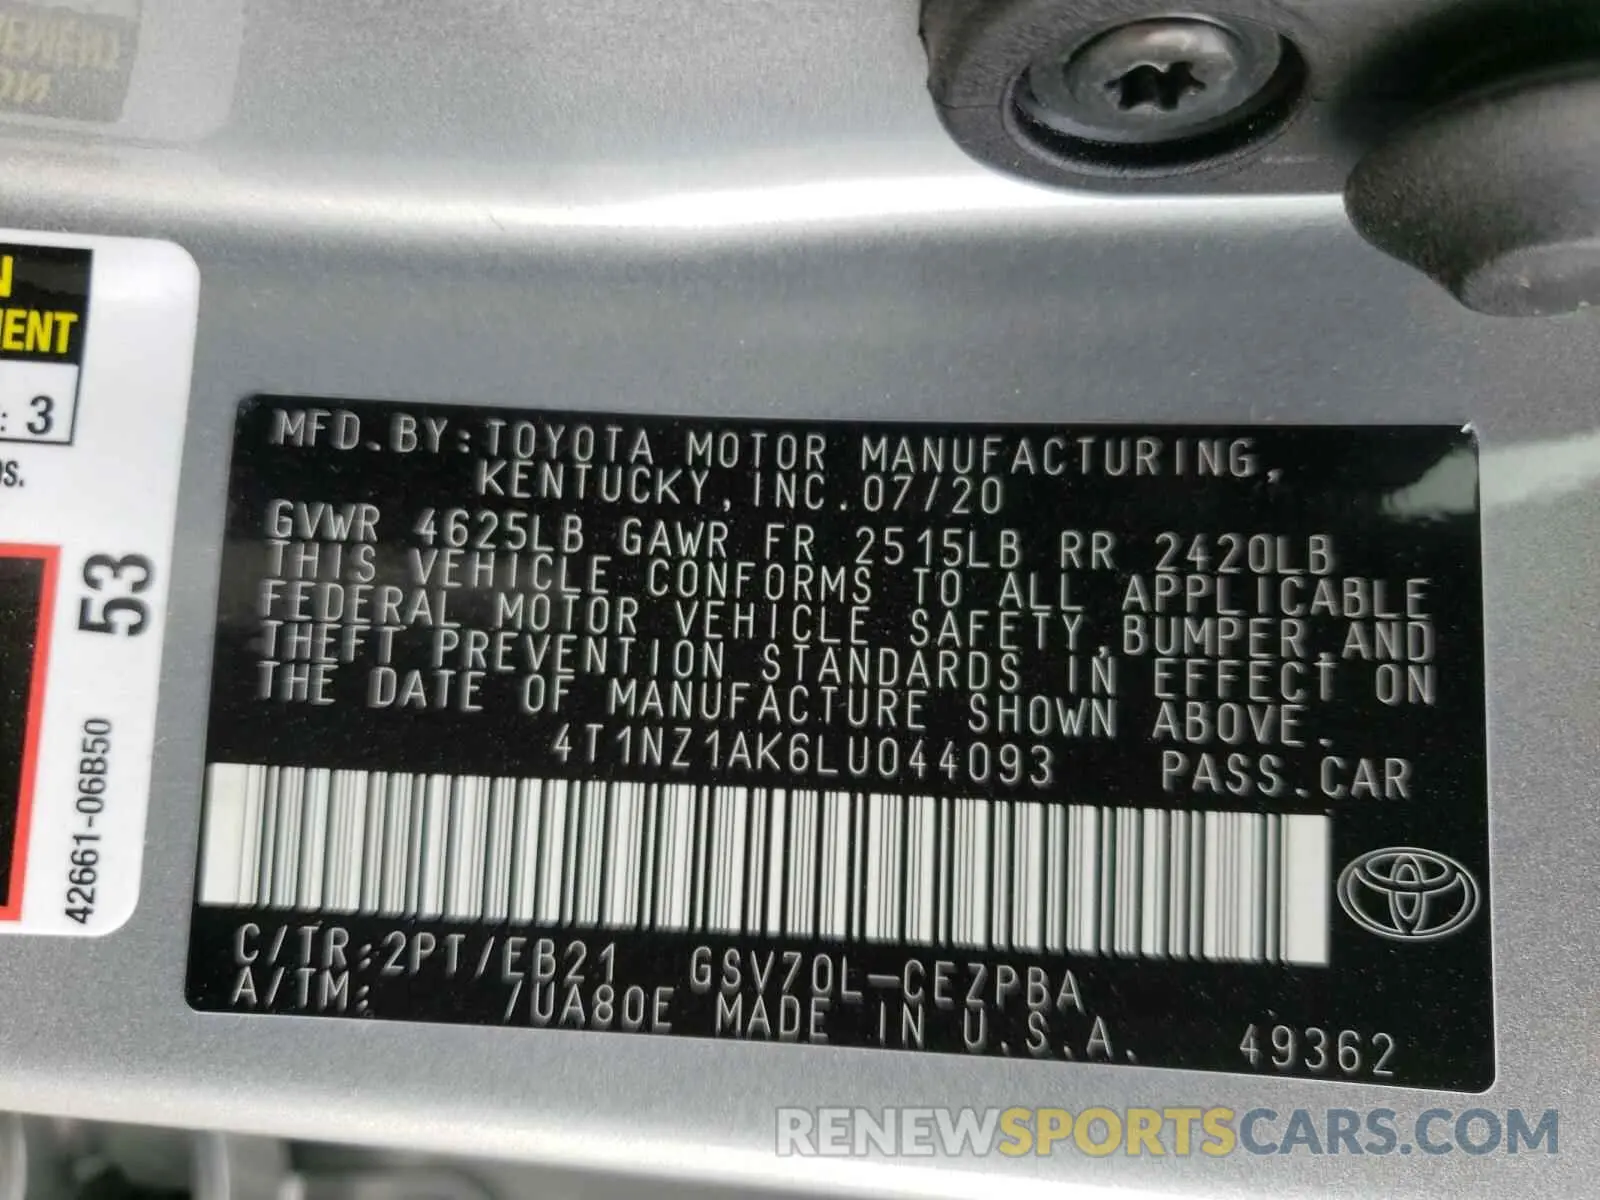 MENT
: 3
53
42661-06B50
MFD.BY:TOYOTA MOTOR MANUFACTURING,
KENTUCKY,INC.07/20
GVWR 4625LB GAWR FR 2515LB RR 2420LB
THIS VEHICLE CONFORMS TO ALL APPLICABLE
FEDERAL MOTOR VEHICLE SAFETY,BUMPER,AND
THEFT PREVENTION STANDARDS IN EFFECT ON
THE DATE OF MANUFACTURE SHOWN ABOVE.
4T1NZ1AK6LU044093 PASS.CAR
C/TR:2PT/EB21 GSV70L-CEZPBA
A/TM: /UA80E MADE IN U.S.A. 49362
RENEWSPORTSCARS.COM